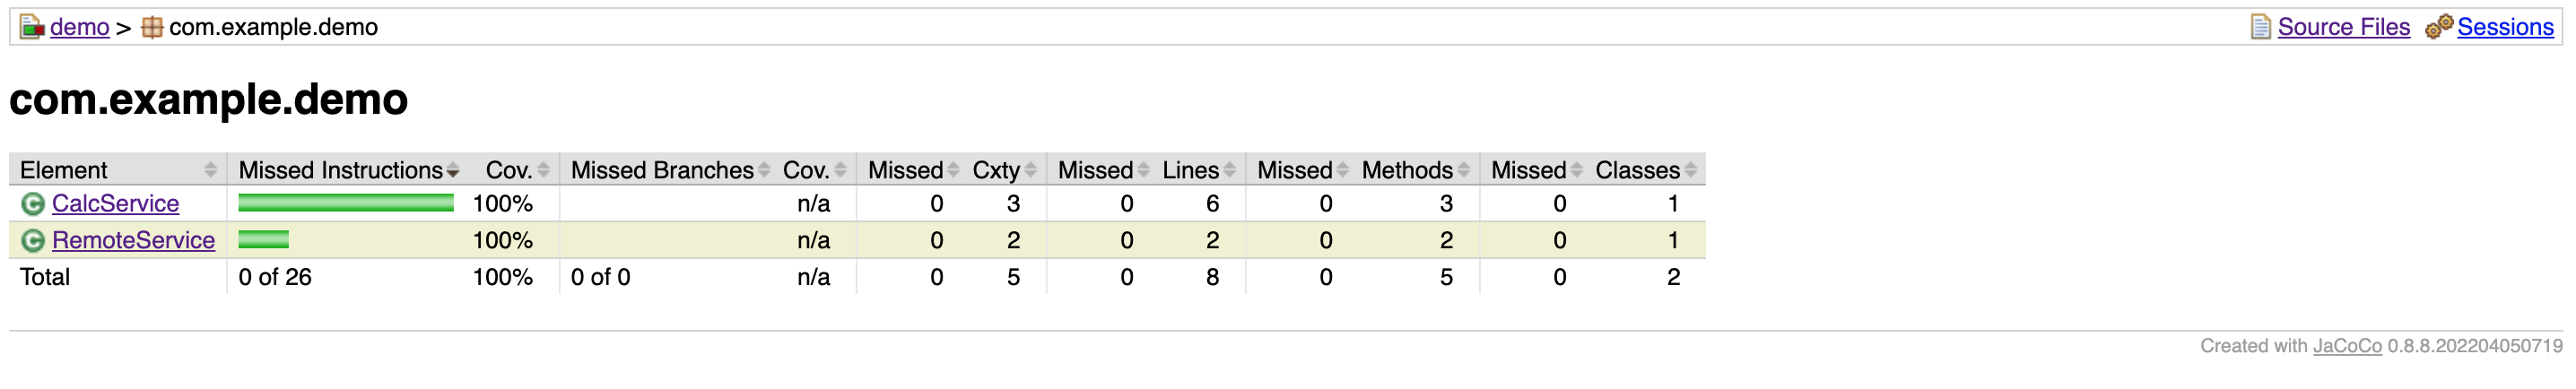 demo > com.example.demo Source Files Sessions
com.example.demo
Element Missed Instructions Cov. Missed Branches Cov. Missed Cxty Missed Lines Missed Methods Missed Classes
CalcService 100% n/a 0 3 0 6 0 3 0 1
RemoteService 100% n/a 0 2 0 2 0 2 0 1
Total 0 of 26 100% 0 of 0 n/a 0 5 0 8 0 5 0 2
Created with JaCoCo 0.8.8.202204050719